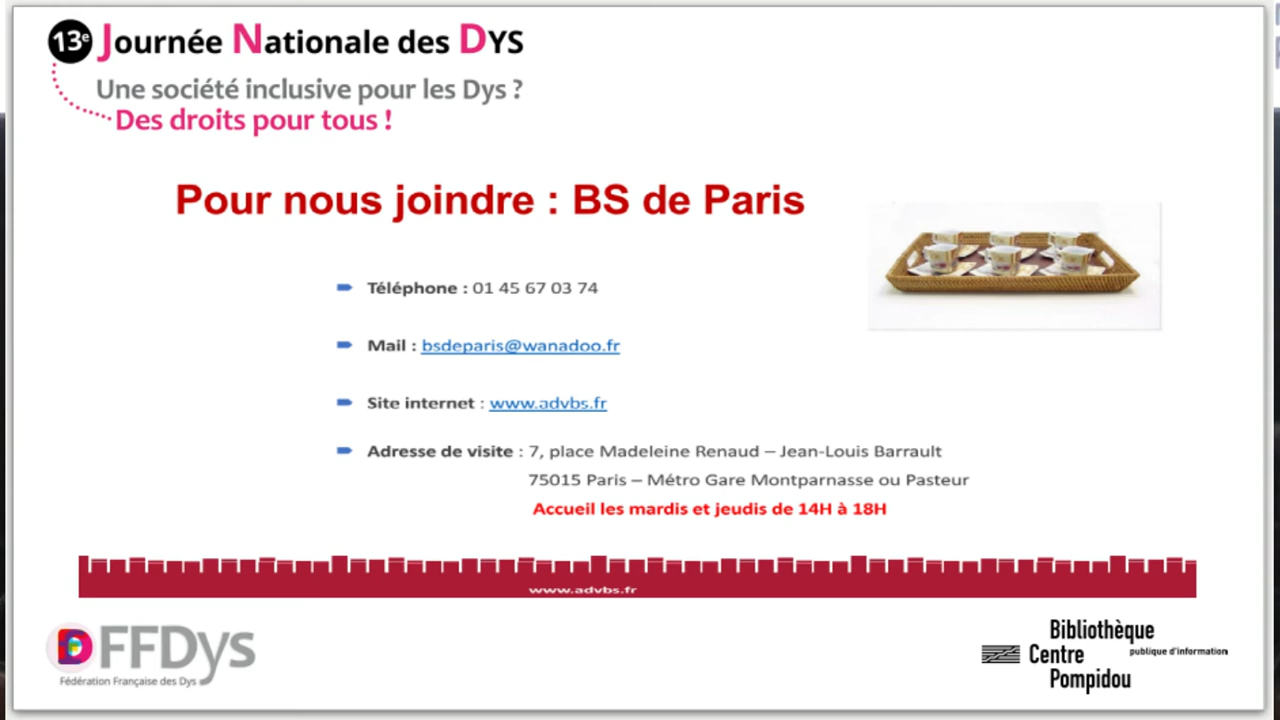 13e Journée Nationale des DYS
Une société inclusive pour les Dys ?
Des droits pour tous !
Pour nous joindre : BS de Paris
Téléphone : 01 45 67 03 74
Mail : bsdeparis@wanadoo.fr
Site internet : www.advbs.fr
Adresse de visite : 7, place Madeleine Renaud – Jean-Louis Barrault
75015 Paris – Métro Gare Montparnasse ou Pasteur
Accueil les mardis et jeudis de 14H à 18H
www.advbs.fr
FFDys
Fédération Française des Dys
Bibliothèque
publique d'information
Centre
Pompidou